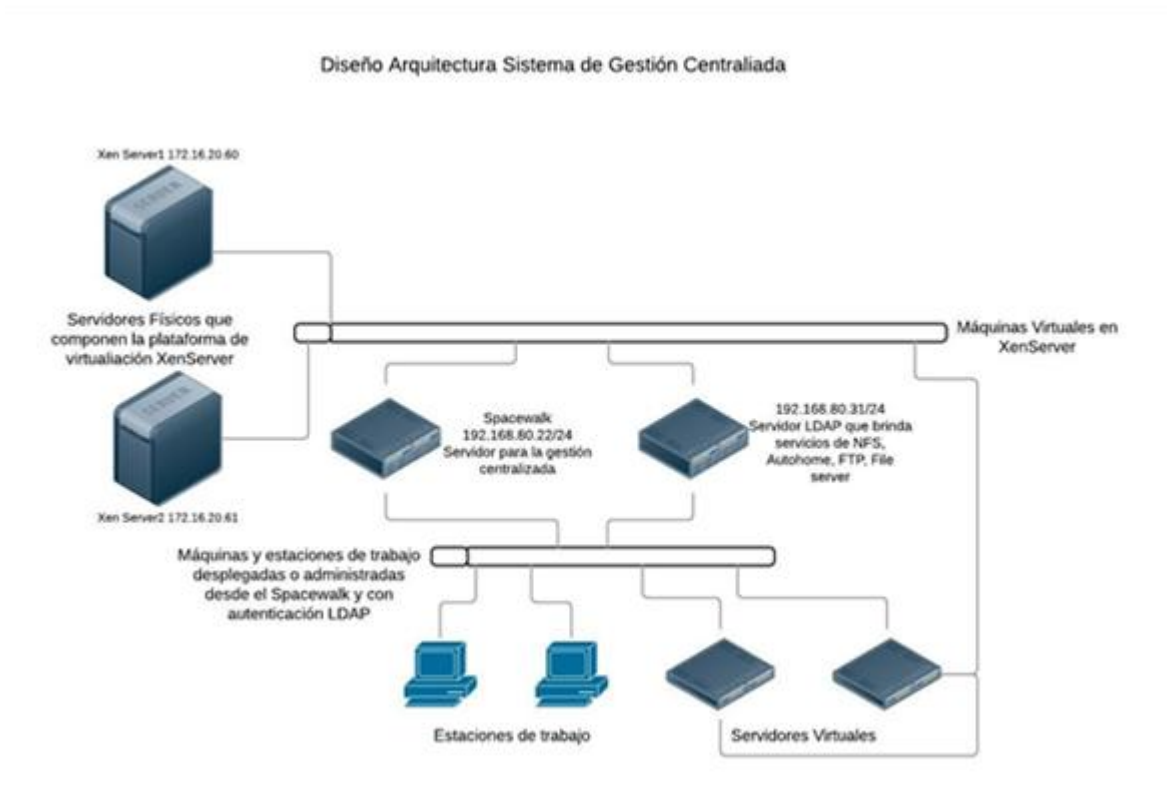 Diseño Arquitectura Sistema de Gestión Centraliada
Xen Server1 172.16.20.60
SERVER
Servidores Físicos que
componen la plataforma de
virtualiación XenServer
SERVER
Xen Server2 172.16.20.61
Máquinas Virtuales en
XenServer
Spacewalk
192.168.80.22/24
Servidor para la gestión
centralizada
192.168.80.31/24
Servidor LDAP que brinda
servicios de NFS,
Autohome, FTP, File
server
Máquinas y estaciones de trabajo
desplegadas o administradas
desde el Spacewalk y con
autenticación LDAP
Estaciones de trabajo
Servidores Virtuales